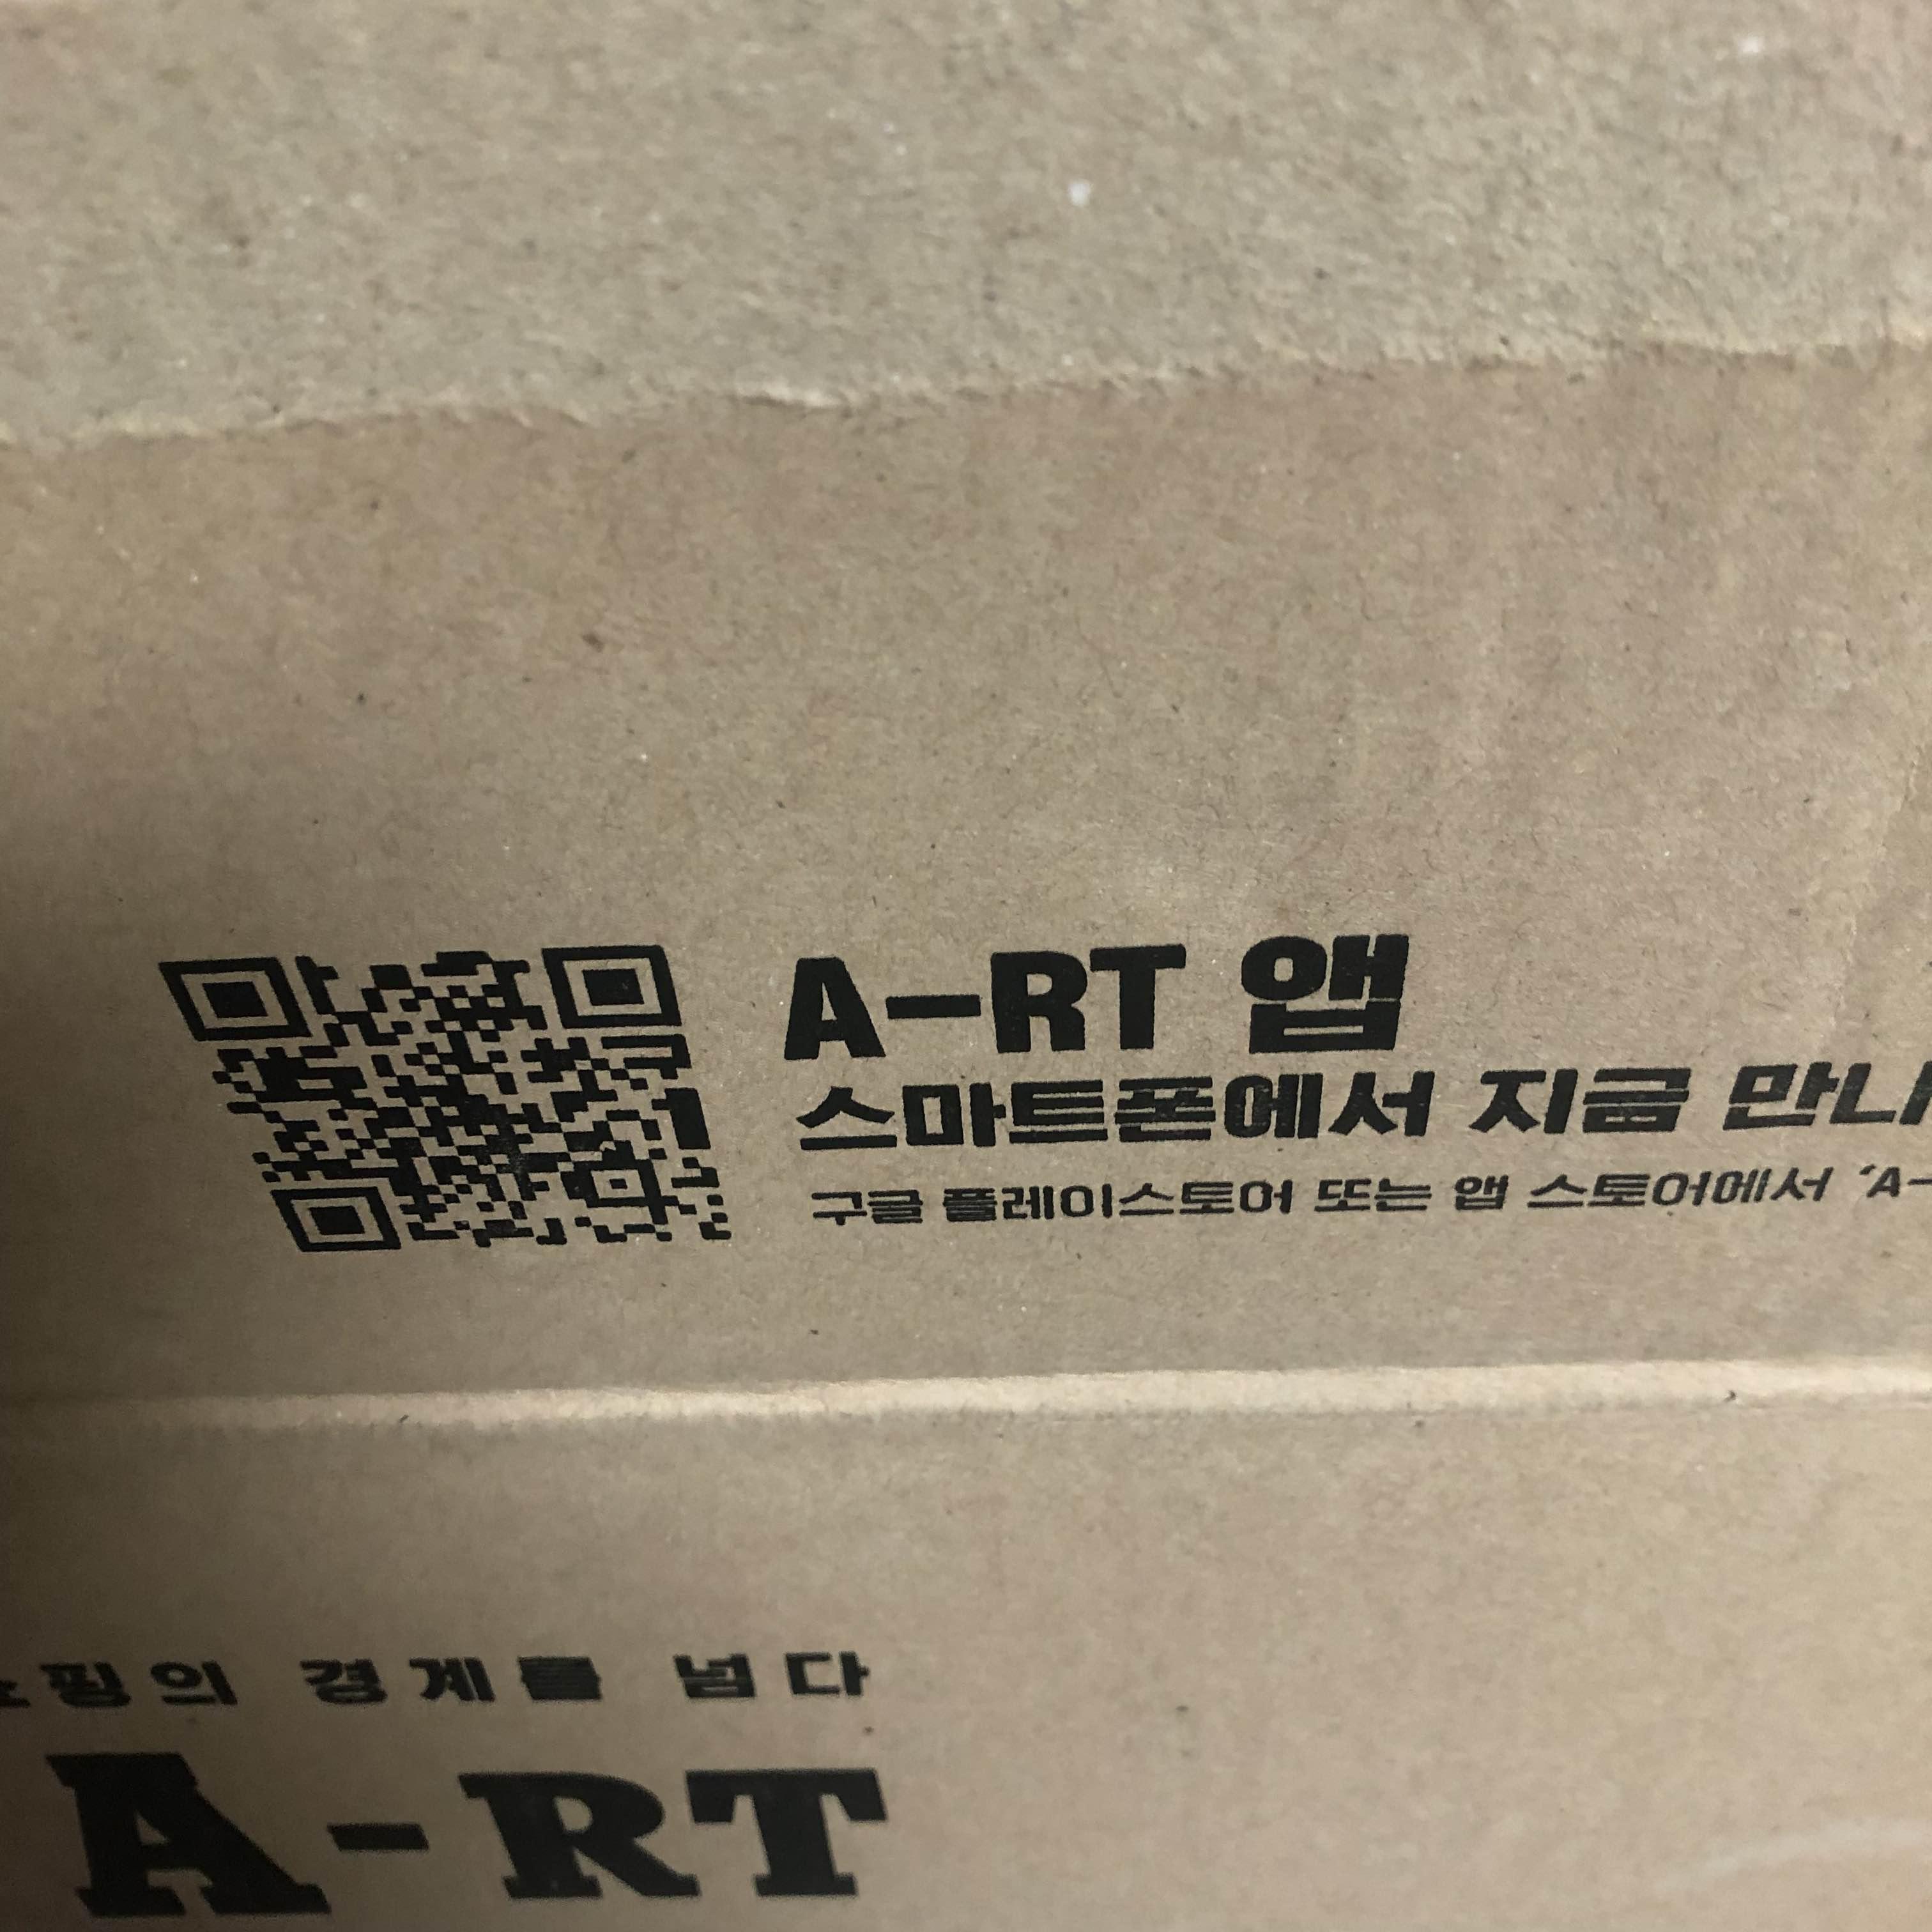 A-RT 앱
스마트폰에서 지금 만나
구글 플레이스토어 또는 앱 스토어에서 'A-
핑의 경계를 넘다
A-RT